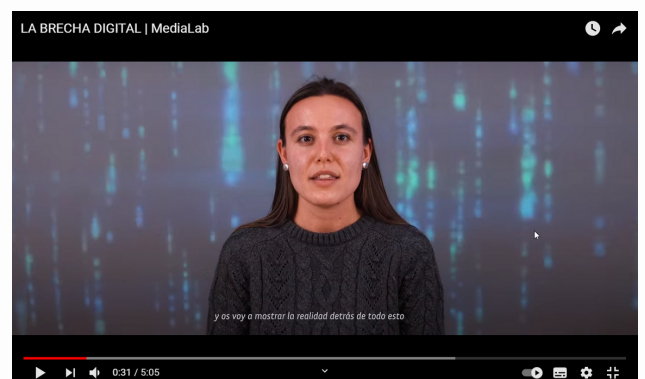 LA BRECHA DIGITAL | MediaLab
y os voy a mostrar la realidad detrás de todo esto
0:31 / 5:05